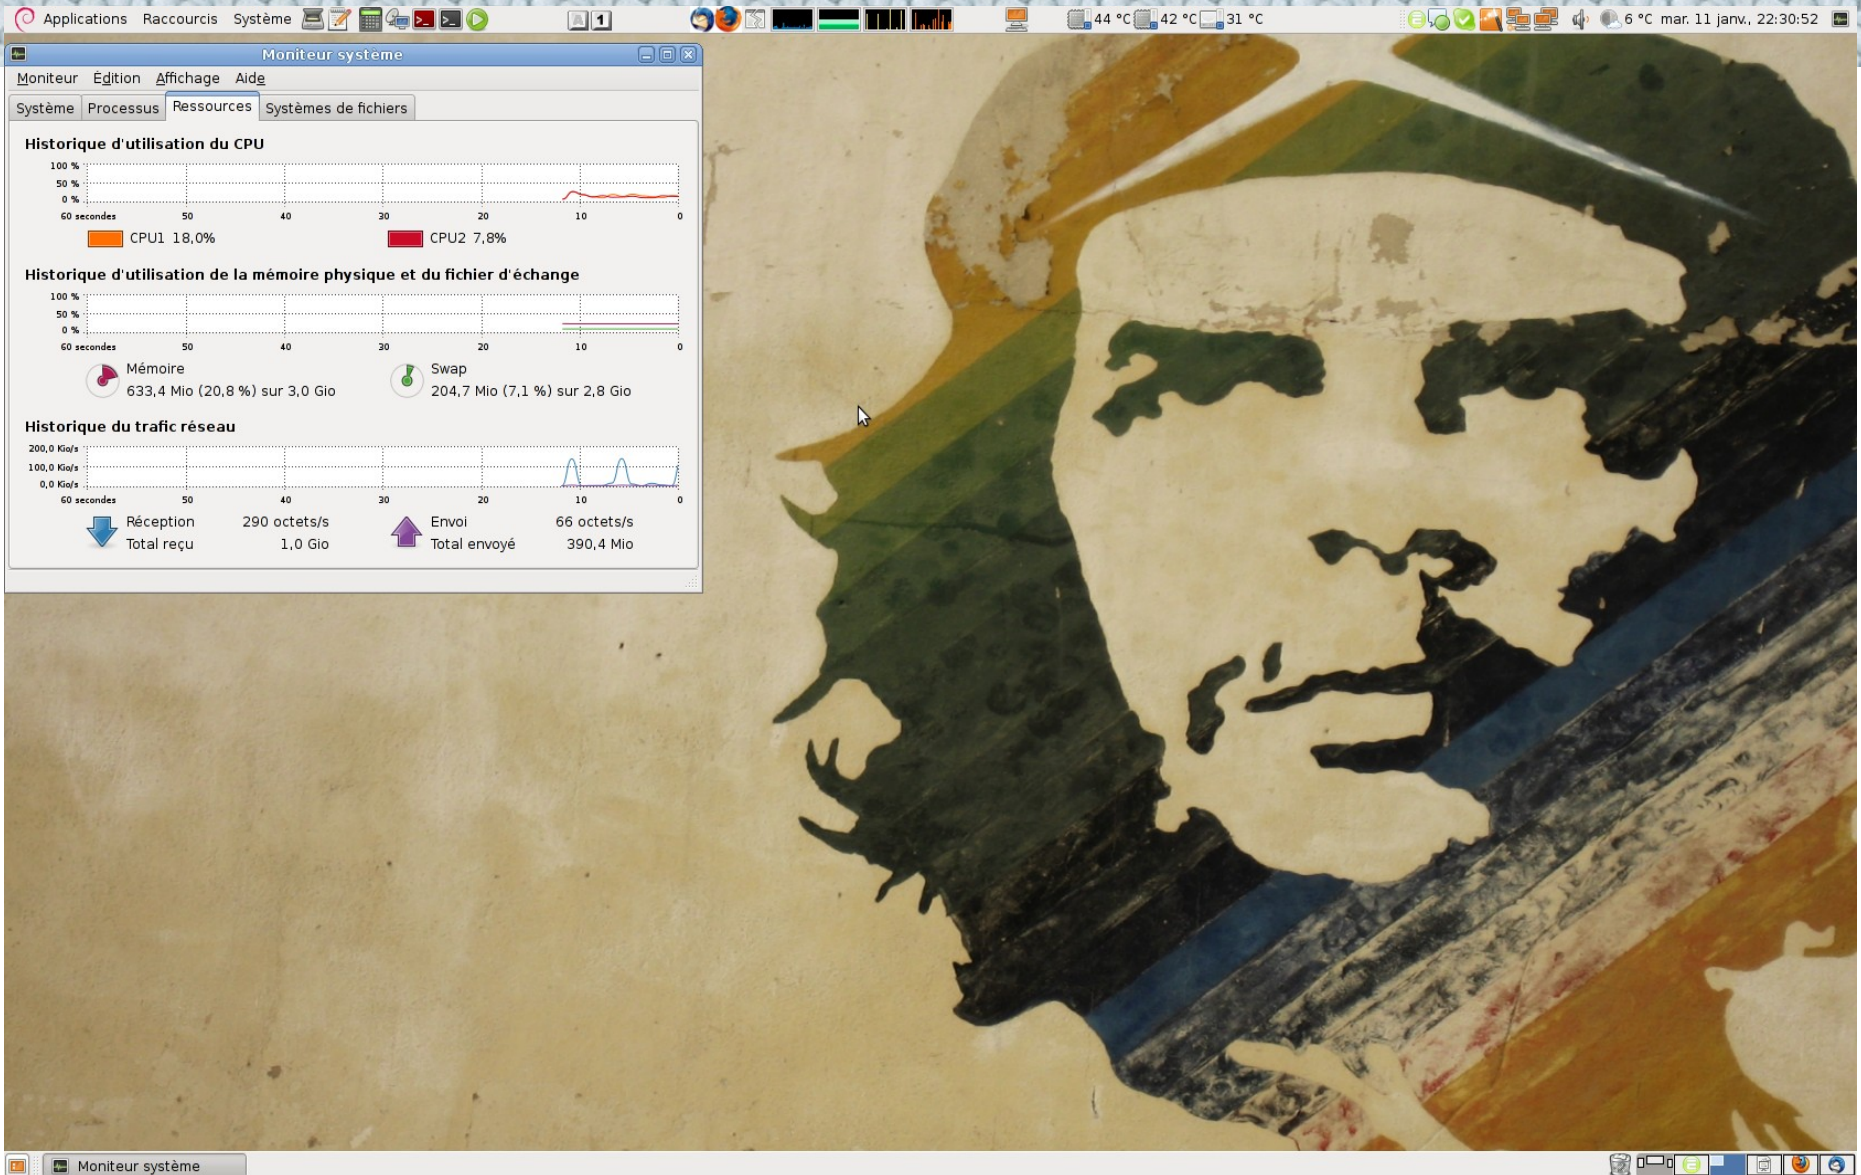 Applications Raccourcis Système A 1 44 °C 42 °C 31 °C 6 °C mar. 11 janv., 22:30:52
Moniteur système
Moniteur Édition Affichage Aide
Système Processus Ressources Systèmes de fichiers
Historique d'utilisation du CPU
100 %
50 %
0 %
60 secondes 50 40 30 20 10 0
CPU1 18,0% CPU2 7,8%
Historique d'utilisation de la mémoire physique et du fichier d'échange
100 %
50 %
0 %
60 secondes 50 40 30 20 10 0
Mémoire Swap
633,4 Mio (20,8 %) sur 3,0 Gio 204,7 Mio (7,1 %) sur 2,8 Gio
Historique du trafic réseau
200,0 Kio/s
100,0 Kio/s
0,0 Kio/s
60 secondes 50 40 30 20 10 0
Réception 290 octets/s Envoi 66 octets/s
Total reçu 1,0 Gio Total envoyé 390,4 Mio
Moniteur système